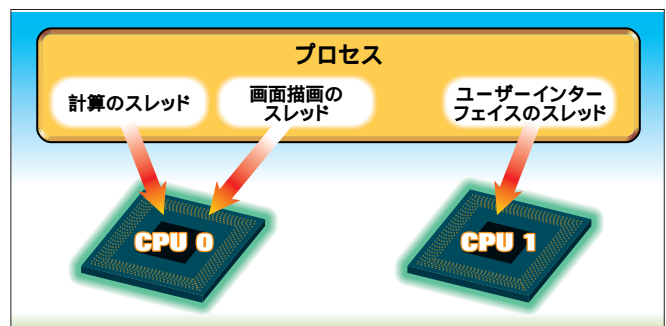 プロセス
計算のスレッド
画面描画の
スレッド
ユーザーインター
フェイスのスレッド
CPU 0
CPU 1